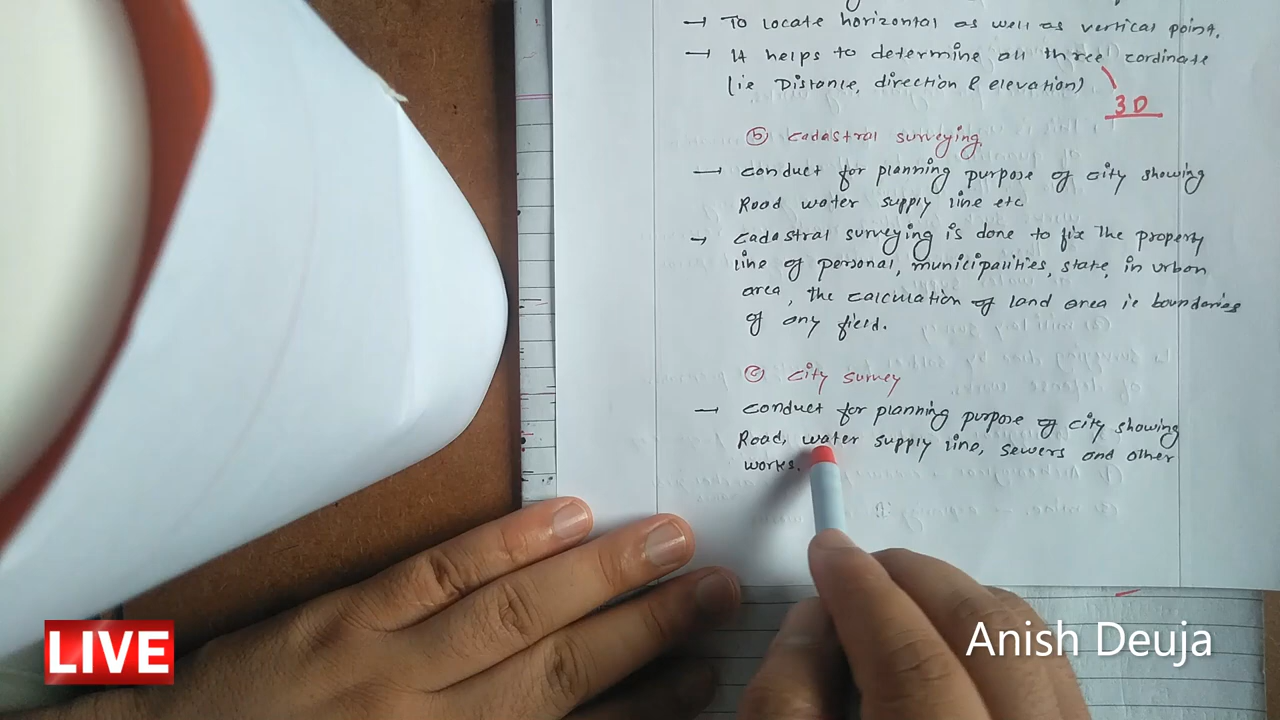 → To locate horizontal as well as vertical point.
→ It helps to determine all three cordinate
(ie Distance, direction & elevation)
3D
ⓑ cadastral surveying
→ conduct for planning purpose of city showing
Road water supply line etc
→ cadastral surveying is done to fix the property
line of personal, municipalities, state, in urban
area, the calculation of land area ie boundaries
of any field.
ⓒ city survey
→ conduct for planning purpose of city showing
Road, water supply line, sewers and other
works.
LIVE
Anish Deuja